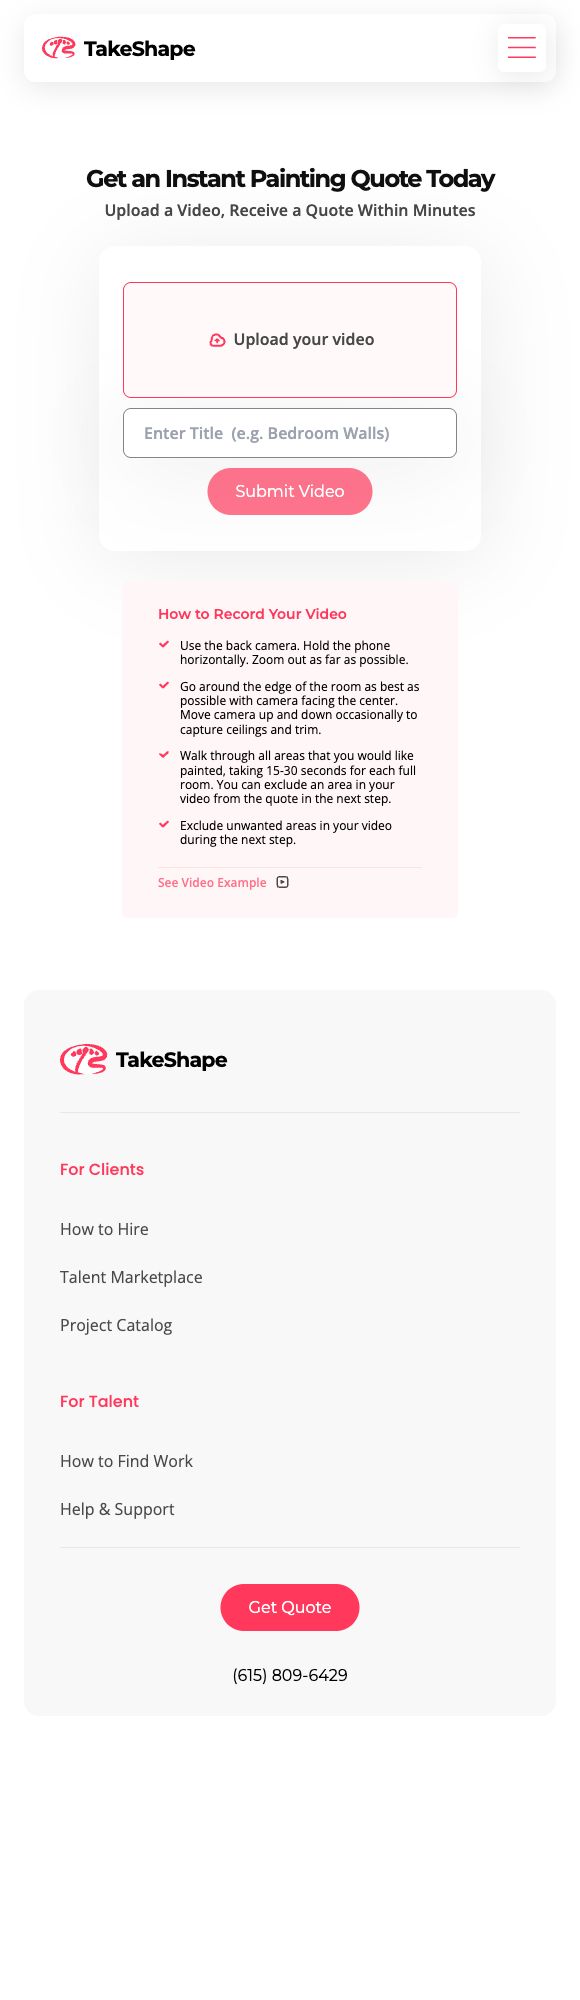 TakeShape
Get an Instant Painting Quote Today
Upload a Video, Receive a Quote Within Minutes
Upload your video
Enter Title (e.g. Bedroom Walls)
Submit Video
How to Record Your Video
Use the back camera. Hold the phone
horizontally. Zoom out as far as possible.
Go around the edge of the room as best as
possible with camera facing the center.
Move camera up and down occasionally to
capture ceilings and trim.
Walk through all areas that you would like
painted, taking 15-30 seconds for each full
room. You can exclude an area in your
video from the quote in the next step.
Exclude unwanted areas in your video
during the next step.
See Video Example
TakeShape
For Clients
How to Hire
Talent Marketplace
Project Catalog
For Talent
How to Find Work
Help & Support
Get Quote
(615) 809-6429